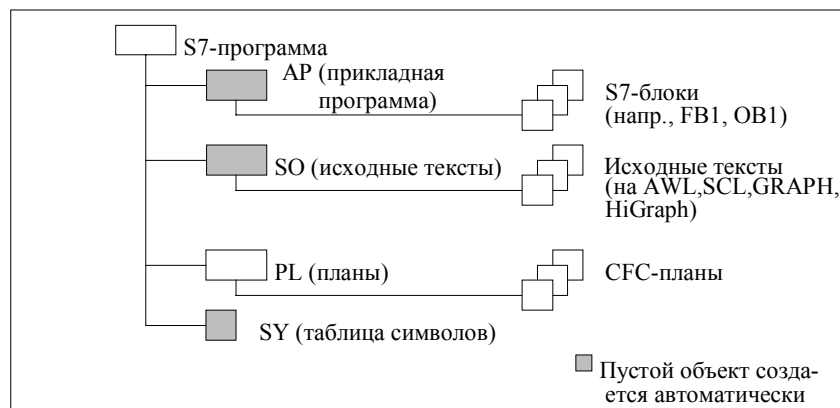 S7-программа
AP (прикладная
программа)
S7-блоки
(напр., FB1, OB1)
SO (исходные тексты)
Исходные тексты
(на AWL,SCL,GRAPH,
HiGraph)
PL (планы)
CFC-планы
SY (таблица символов)
Пустой объект созда-
ется автоматически